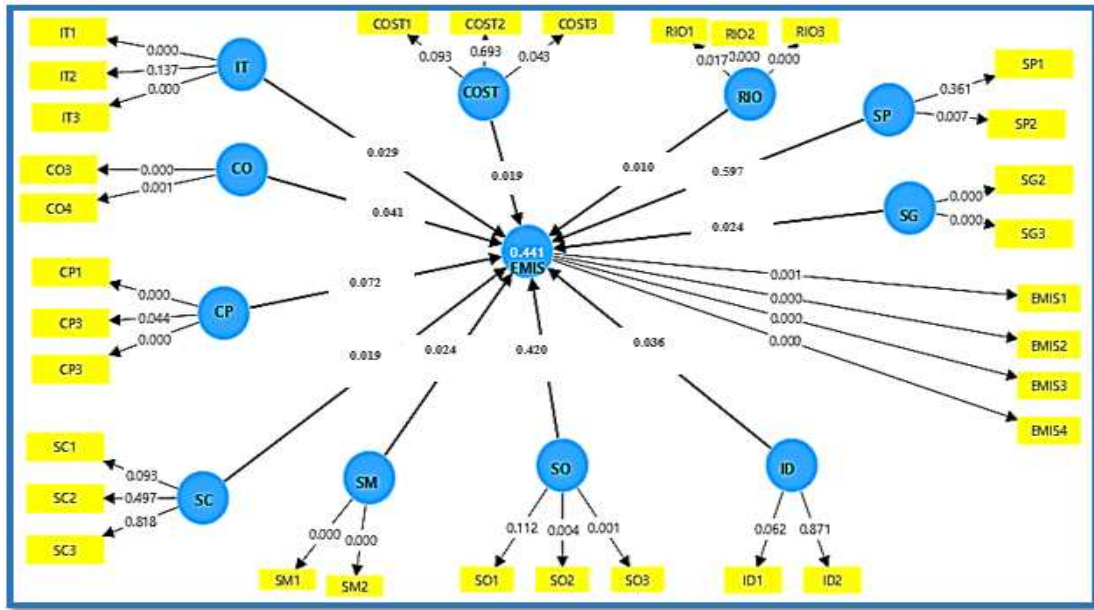 IT1
IT2
IT3
0.000
0.137
0.000
IT
COST1
COST2
COST3
0.093
0.693
0.043
COST
RIO1
RIO2
RIO3
0.017
0.000
0.000
RIO
SP1
SP2
0.361
0.007
SP
CO3
CO4
0.000
0.001
CO
SG2
SG3
0.000
0.000
SG
0.029
0.019
0.010
0.597
0.041
0.024
0.441
EMIS
CP1
CP3
CP3
0.000
0.044
0.000
CP
0.072
0.001
0.000
0.000
0.000
EMIS1
EMIS2
EMIS3
EMIS4
0.019
0.024
0.420
0.036
SC1
SC2
SC3
0.093
0.497
0.818
SC
SM
0.000
0.000
SM1
SM2
SO
0.112
0.004
0.001
SO1
SO2
SO3
ID
0.062
0.871
ID1
ID2